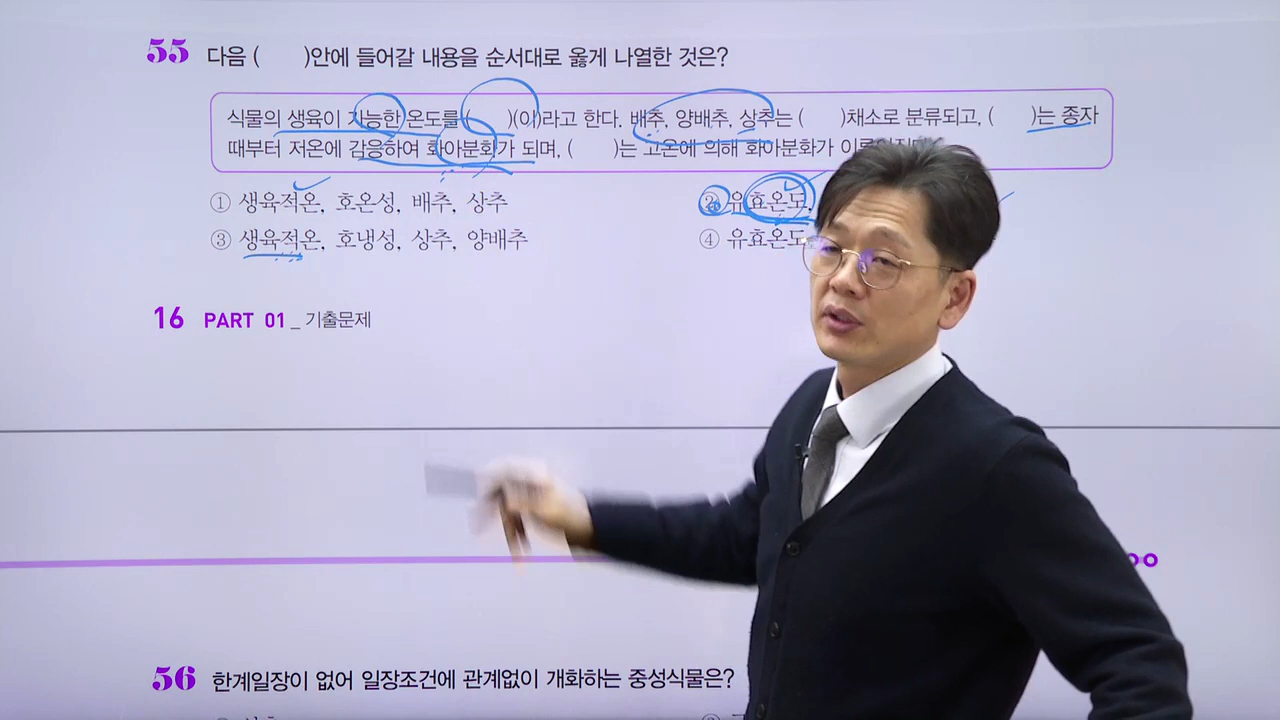 55 다음 (      )안에 들어갈 내용을 순서대로 옳게 나열한 것은?
식물의 생육이 가능한 온도를 (      )(이)라고 한다. 배추, 양배추, 상추는 (      )채소로 분류되고, (      )는 종자
때부터 저온에 감응하여 화아분화가 되며, (      )는 고온에 의해 화아분화가
① 생육적온, 호온성, 배추, 상추
② 유효온도,
③ 생육적온, 호냉성, 상추, 양배추
④ 유효온도
16 PART 01 _ 기출문제
56 한계일장이 없어 일장조건에 관계없이 개화하는 중성식물은?